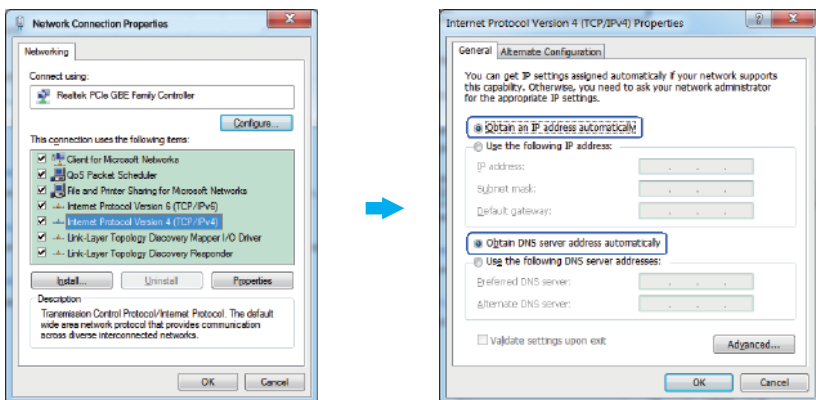 Network Connection Properties
Networking
Connect using:
Realtek PCIe GBE Family Controller
Configure...
This connection uses the following items:
Client for Microsoft Networks
QoS Packet Scheduler
File and Printer Sharing for Microsoft Networks
Internet Protocol Version 6 (TCP/IPv6)
Internet Protocol Version 4 (TCP/IPv4)
Link-Layer Topology Discovery Mapper I/O Driver
Link-Layer Topology Discovery Responder
Install...
Uninstall
Properties
Description
Transmission Control Protocol/Internet Protocol. The default
wide area network protocol that provides communication
across diverse interconnected networks.
OK
Cancel
Internet Protocol Version 4 (TCP/IPv4) Properties
General
Alternate Configuration
You can get IP settings assigned automatically if your network supports
this capability. Otherwise, you need to ask your network administrator
for the appropriate IP settings.
Obtain an IP address automatically
Use the following IP address:
IP address:
Subnet mask:
Default gateway:
Obtain DNS server address automatically
Use the following DNS server addresses:
Preferred DNS server:
Alternate DNS server:
Validate settings upon exit
Advanced...
OK
Cancel